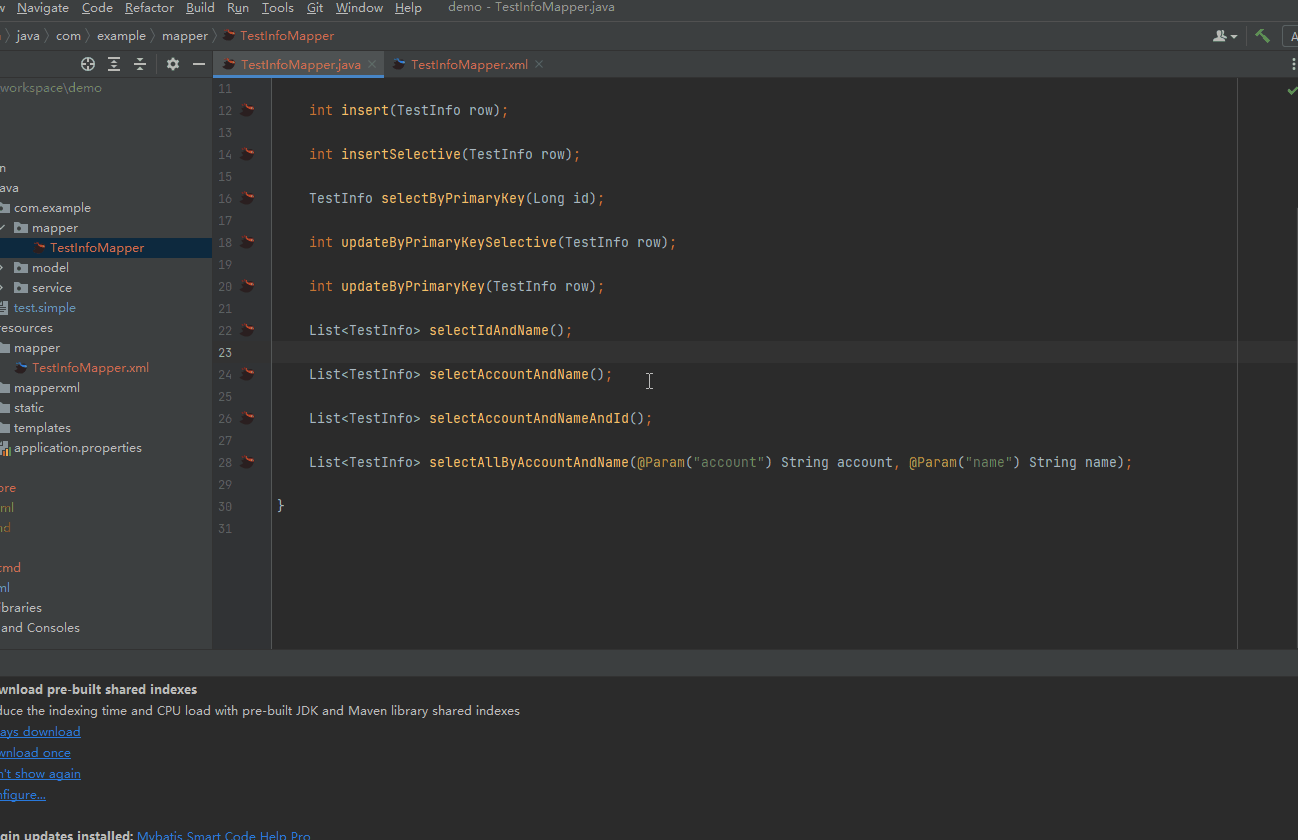 Navigate Code Refactor Build Run Tools Git Window Help demo - TestInfoMapper.java
java com example mapper TestInfoMapper
TestInfoMapper.java TestInfoMapper.xml
workspace\demo
com.example
mapper
TestInfoMapper
model
service
test.simple
mapper
TestInfoMapper.xml
mapperxml
static
templates
application.properties
and Consoles
11
12 int insert(TestInfo row);
13
14 int insertSelective(TestInfo row);
15
16 TestInfo selectByPrimaryKey(Long id);
17
18 int updateByPrimaryKeySelective(TestInfo row);
19
20 int updateByPrimaryKey(TestInfo row);
21
22 List<TestInfo> selectIdAndName();
23
24 List<TestInfo> selectAccountAndName();
25
26 List<TestInfo> selectAccountAndNameAndId();
27
28 List<TestInfo> selectAllByAccountAndName(@Param("account") String account, @Param("name") String name);
29
30 }
31
wnload pre-built shared indexes
duce the indexing time and CPU load with pre-built JDK and Maven library shared indexes
ays download
wnload once
n't show again
nfigure...
gin updates installed: Mybatis Smart Code Help Pro